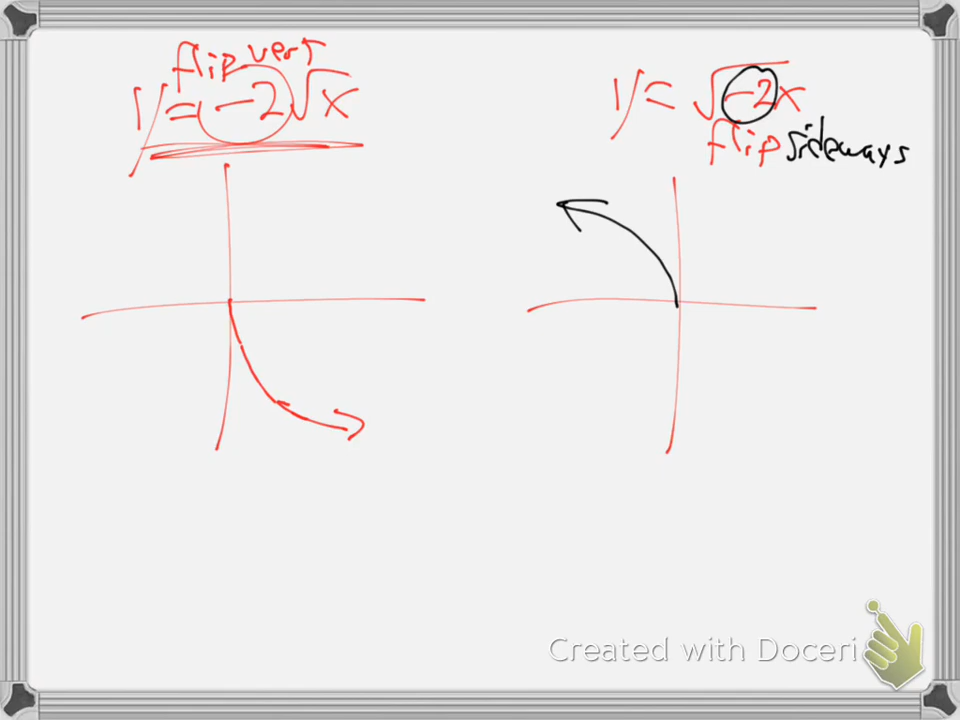 flip vert
y = -2√x
y = √-2x
flip sideways
Created with Doceri